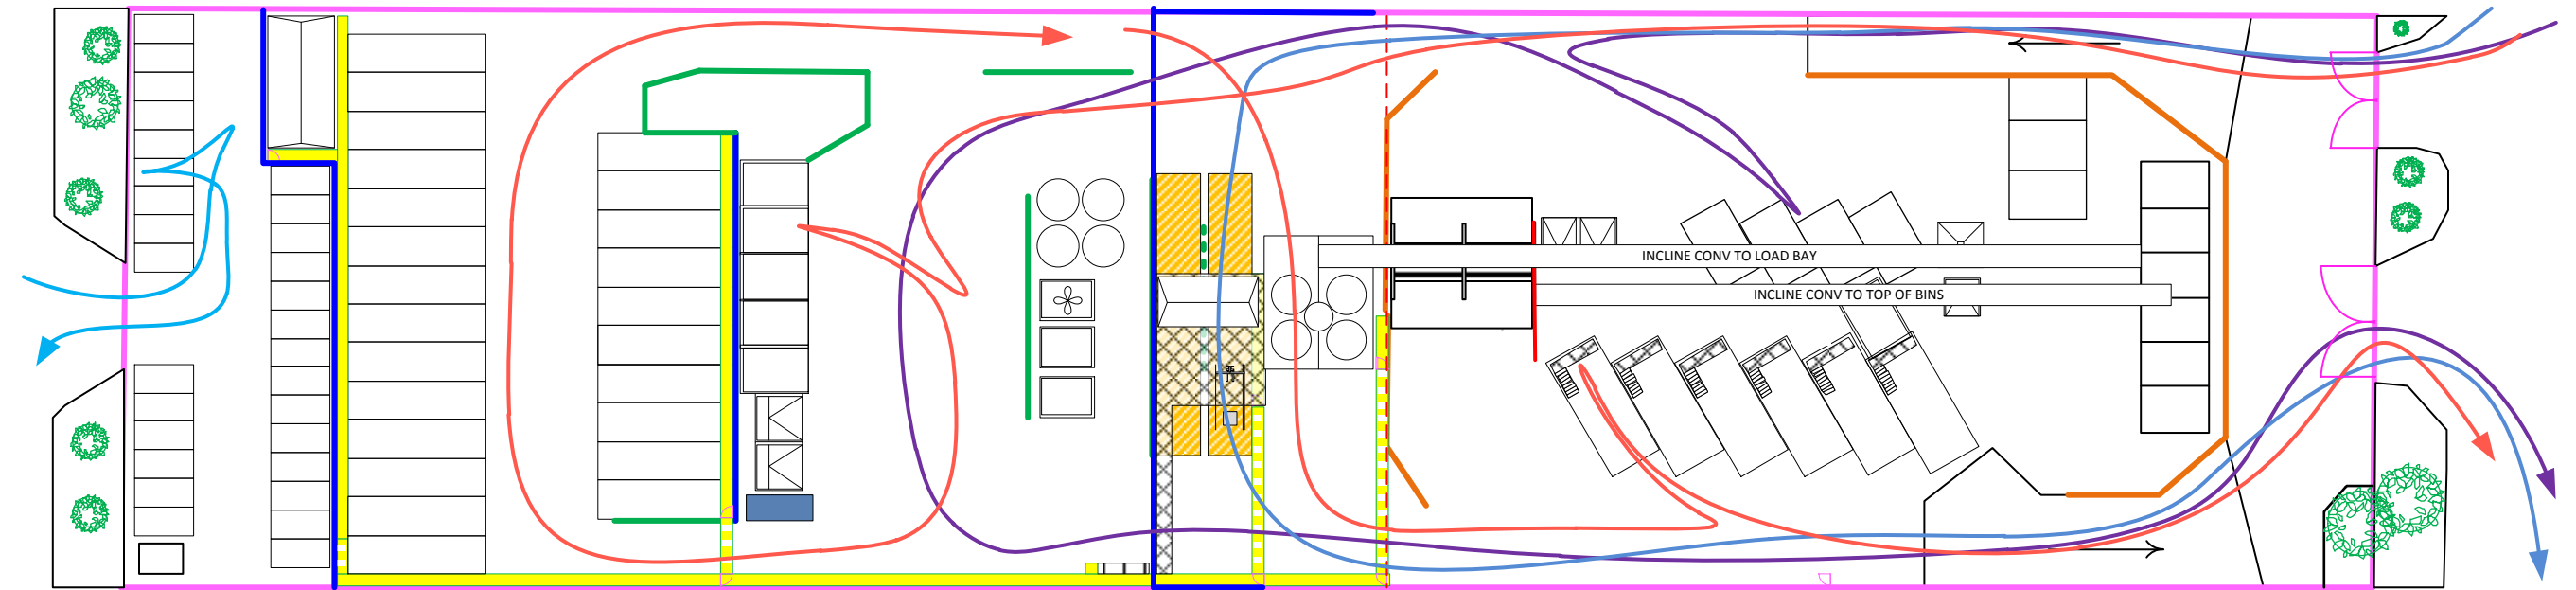 INCLINE CONV TO LOAD BAY
INCLINE CONV TO TOP OF BINS